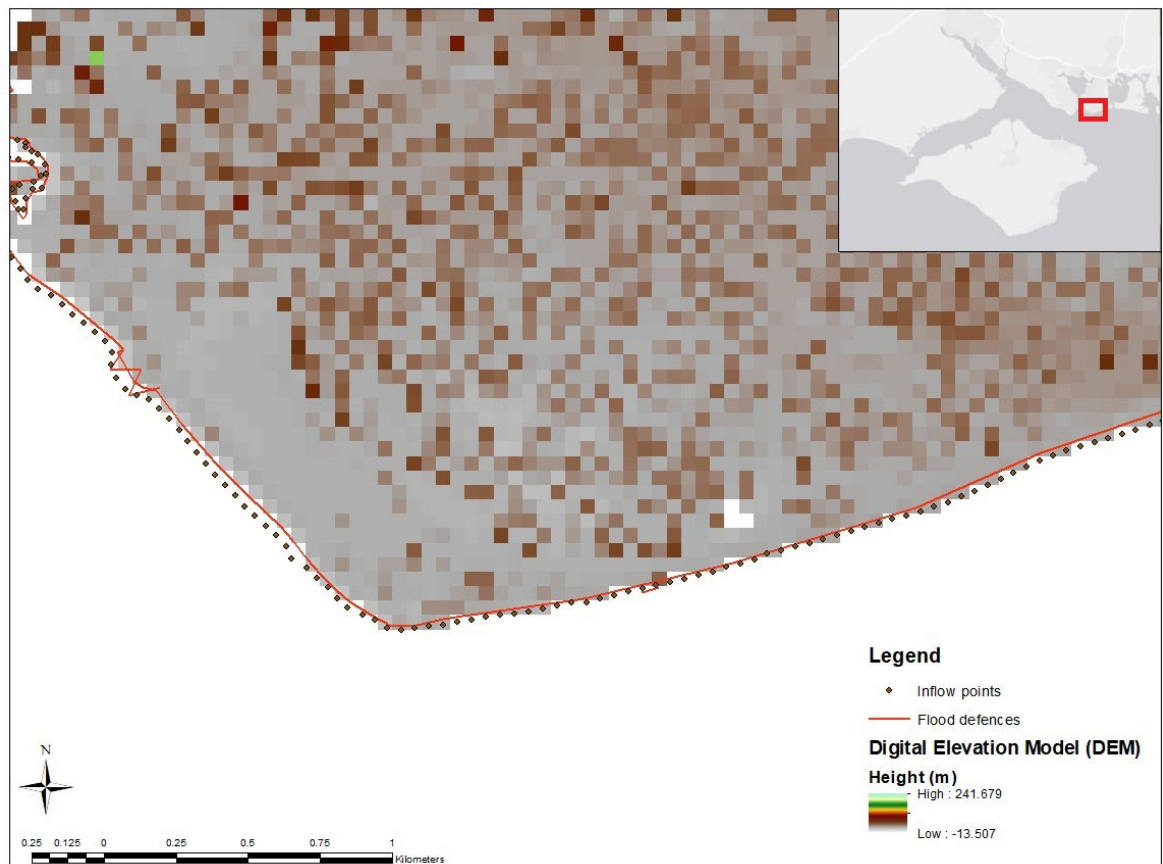 Legend
Inflow points
Flood defences
Digital Elevation Model (DEM)
Height (m)
High : 241.679
Low : -13.507
N
0.25 0.125 0 0.25 0.5 0.75 1
Kilometers